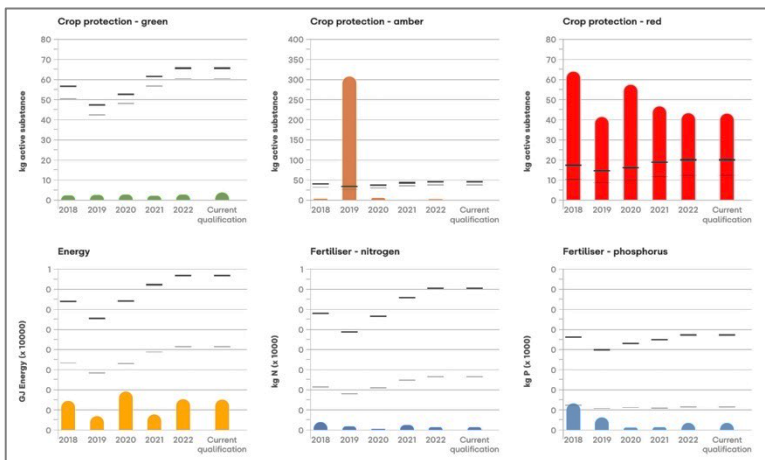 Crop protection - green
kg active substance
80
70
60
50
40
30
20
10
0
2018 2019 2020 2021 2022 Current
qualification
Crop protection - amber
kg active substance
400
350
300
250
200
150
100
50
0
2018 2019 2020 2021 2022 Current
qualification
Crop protection - red
kg active substance
80
70
60
50
40
30
20
10
0
2018 2019 2020 2021 2022 Current
qualification
Energy
GJ Energy (x 10000)
1
0
0
0
0
0
0
0
0
2018 2019 2020 2021 2022 Current
qualification
Fertiliser - nitrogen
kg N (x 1000)
1
0
0
0
0
0
0
0
0
2018 2019 2020 2021 2022 Current
qualification
Fertiliser - phosphorus
kg P (x 1000)
0
0
0
0
0
0
0
0
0
2018 2019 2020 2021 2022 Current
qualification